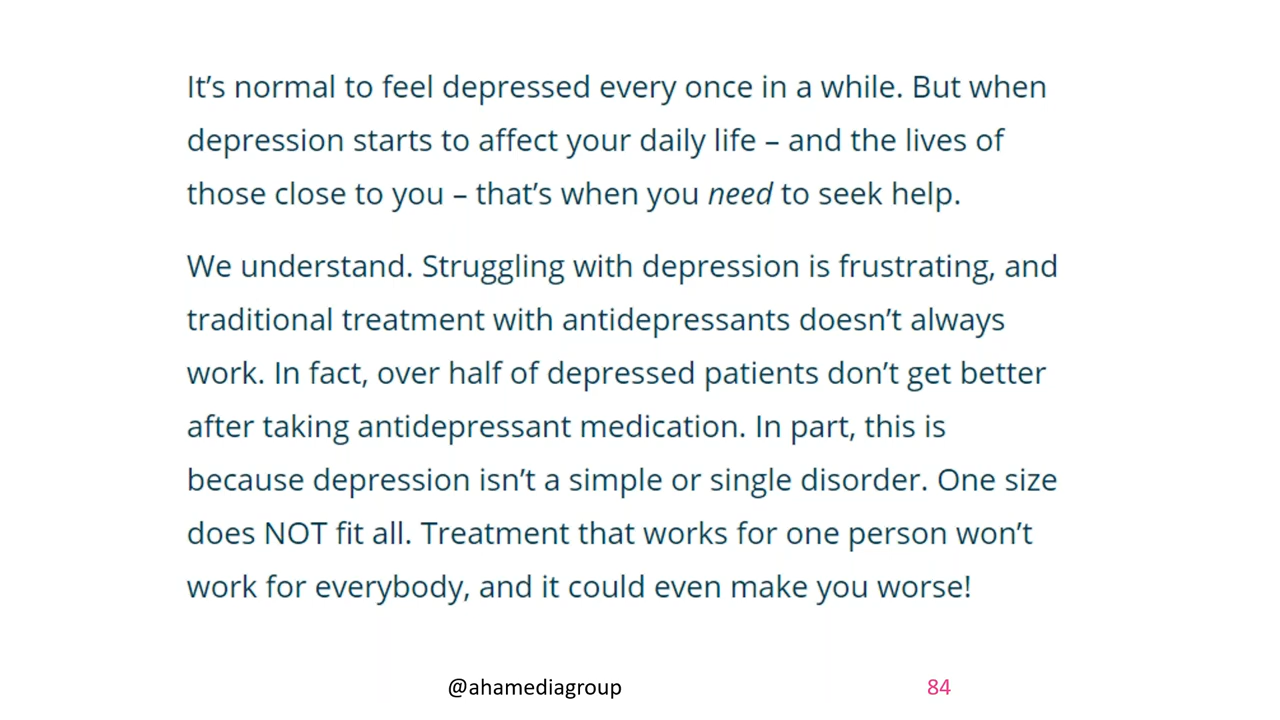 It’s normal to feel depressed every once in a while. But when
depression starts to affect your daily life – and the lives of
those close to you – that’s when you need to seek help.
We understand. Struggling with depression is frustrating, and
traditional treatment with antidepressants doesn’t always
work. In fact, over half of depressed patients don’t get better
after taking antidepressant medication. In part, this is
because depression isn’t a simple or single disorder. One size
does NOT fit all. Treatment that works for one person won’t
work for everybody, and it could even make you worse!
@ahamediagroup
84